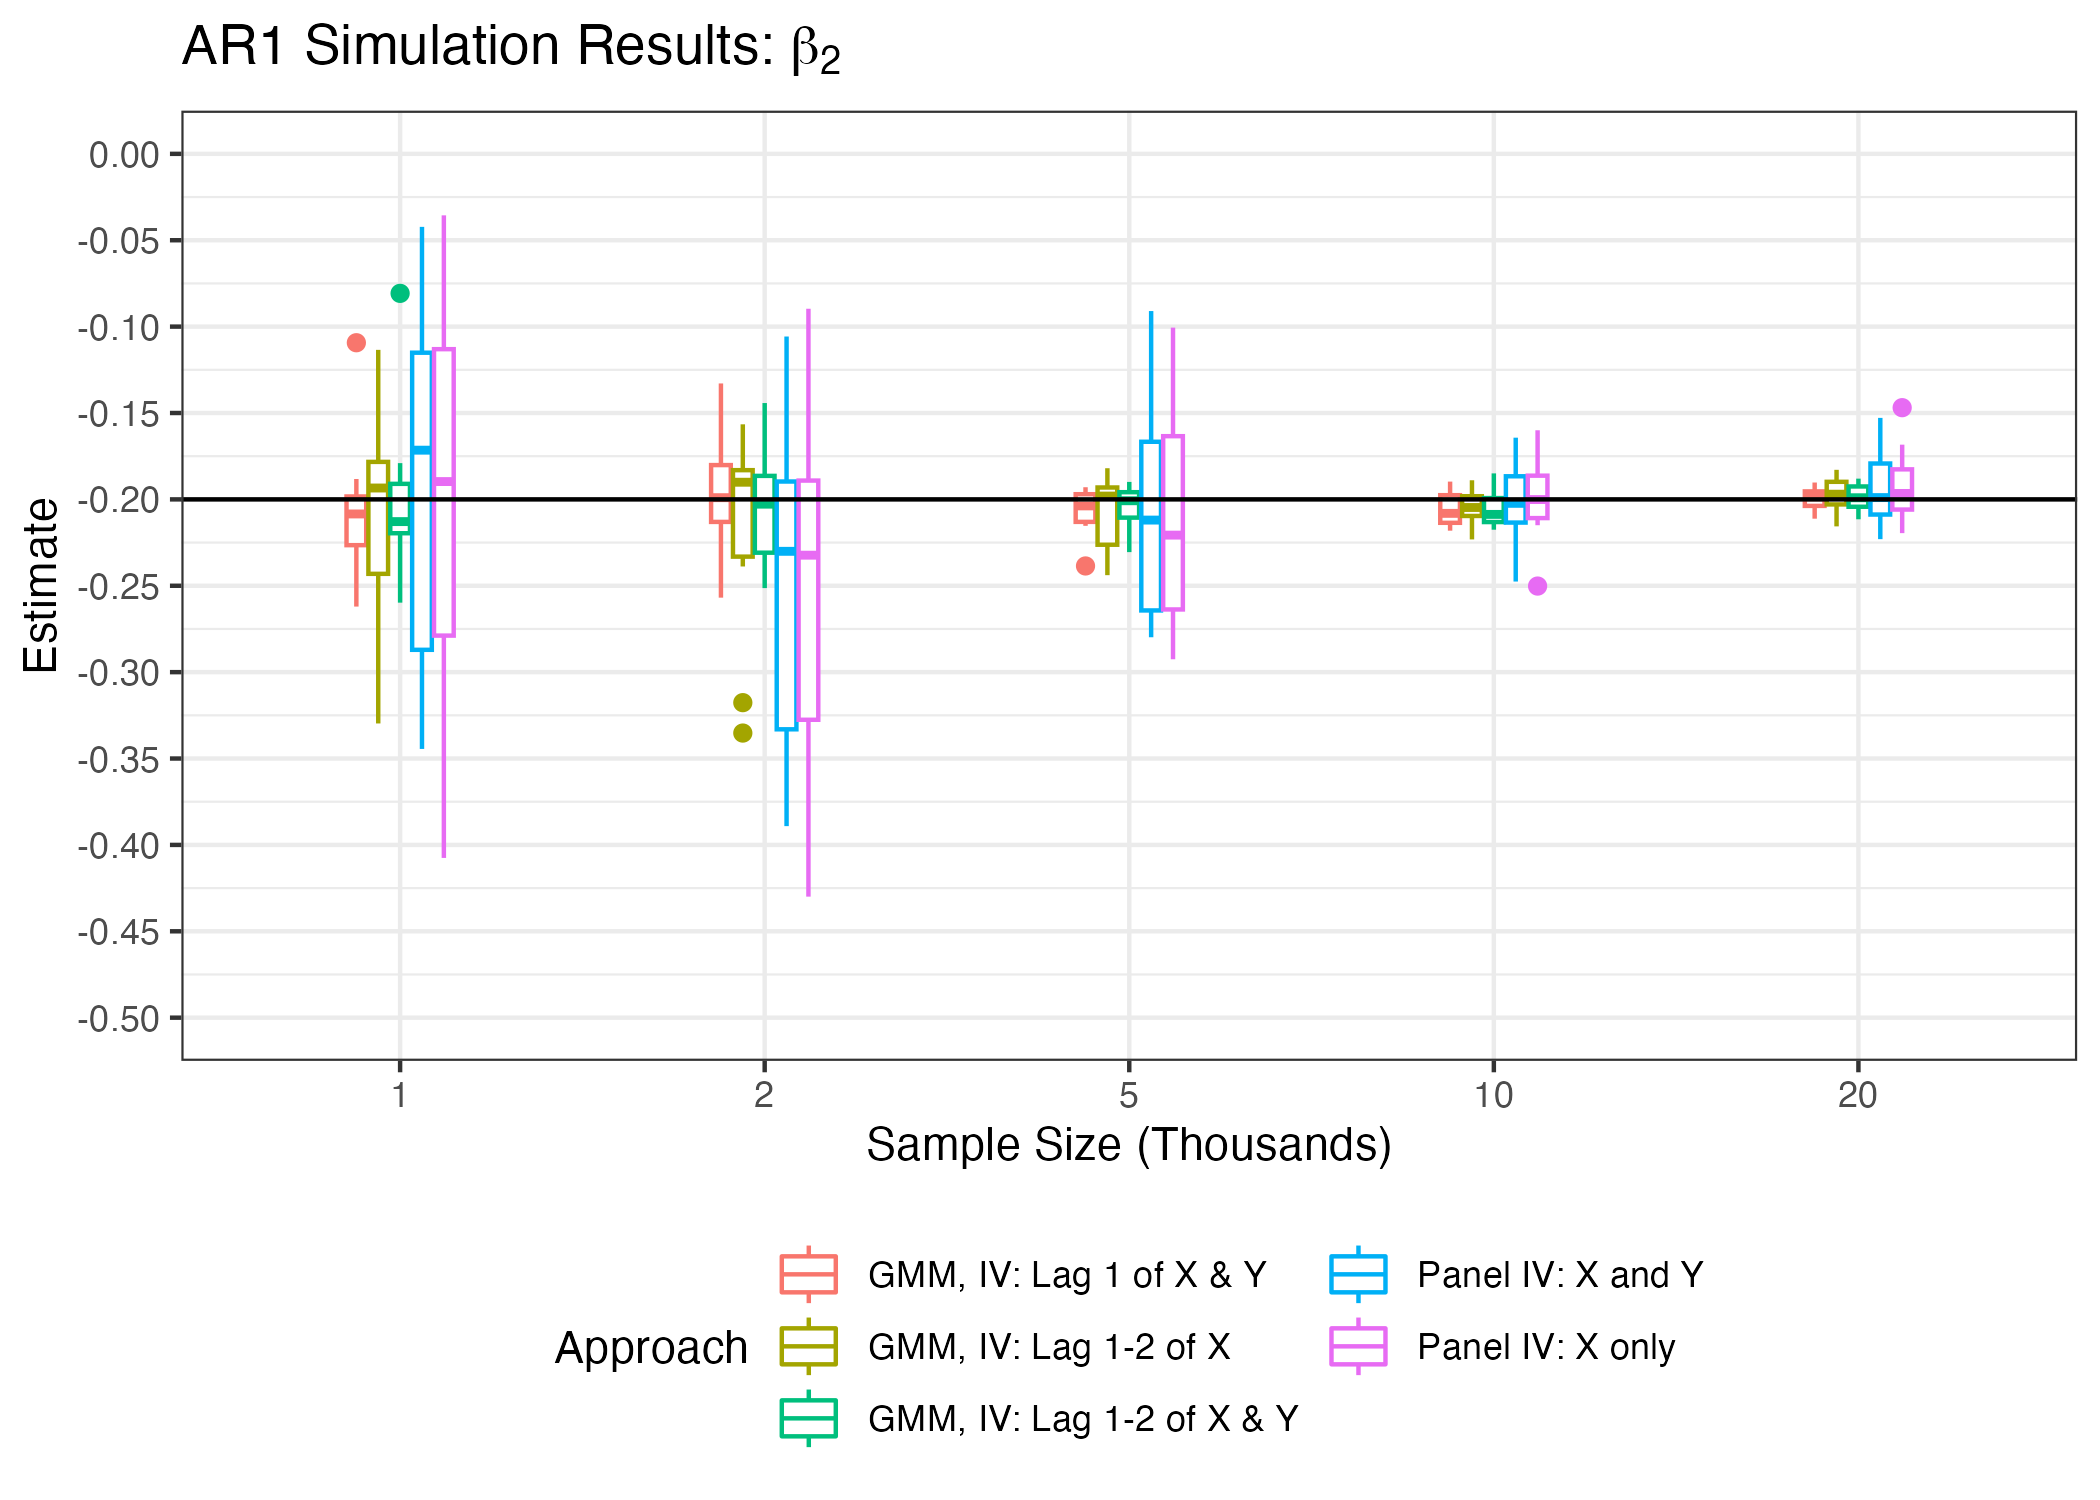 AR1 Simulation Results: β₂
0.00
-0.05
-0.10
-0.15
-0.20
-0.25
-0.30
-0.35
-0.40
-0.45
-0.50
Estimate
1 2 5 10 20
Sample Size (Thousands)
Approach
GMM, IV: Lag 1 of X & Y
GMM, IV: Lag 1-2 of X
GMM, IV: Lag 1-2 of X & Y
Panel IV: X and Y
Panel IV: X only